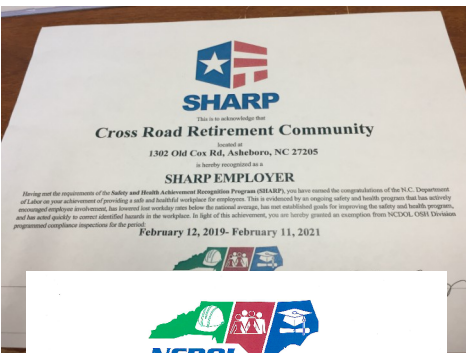 SHARP
This is to acknowledge that
Cross Road Retirement Community
located at
1302 Old Cox Rd, Asheboro, NC 27205
is hereby recognized as a
SHARP EMPLOYER
Having met the requirements of the Safety and Health Achievement Recognition Program (SHARP), you have earned the congratulations of the N.C. Department
of Labor on your achievement of providing a safe and healthful workplace for employees. This is evidenced by an ongoing safety and health program that has actively
encouraged employee involvement, has lowered lost workday rates below the national average, has met established goals for improving the safety and health program,
and has acted quickly to correct identified hazards in the workplace. In light of this achievement, you are hereby granted an exemption from NCDOL OSH Division
programmed compliance inspections for the period:
February 12, 2019- February 11, 2021
NCDOL